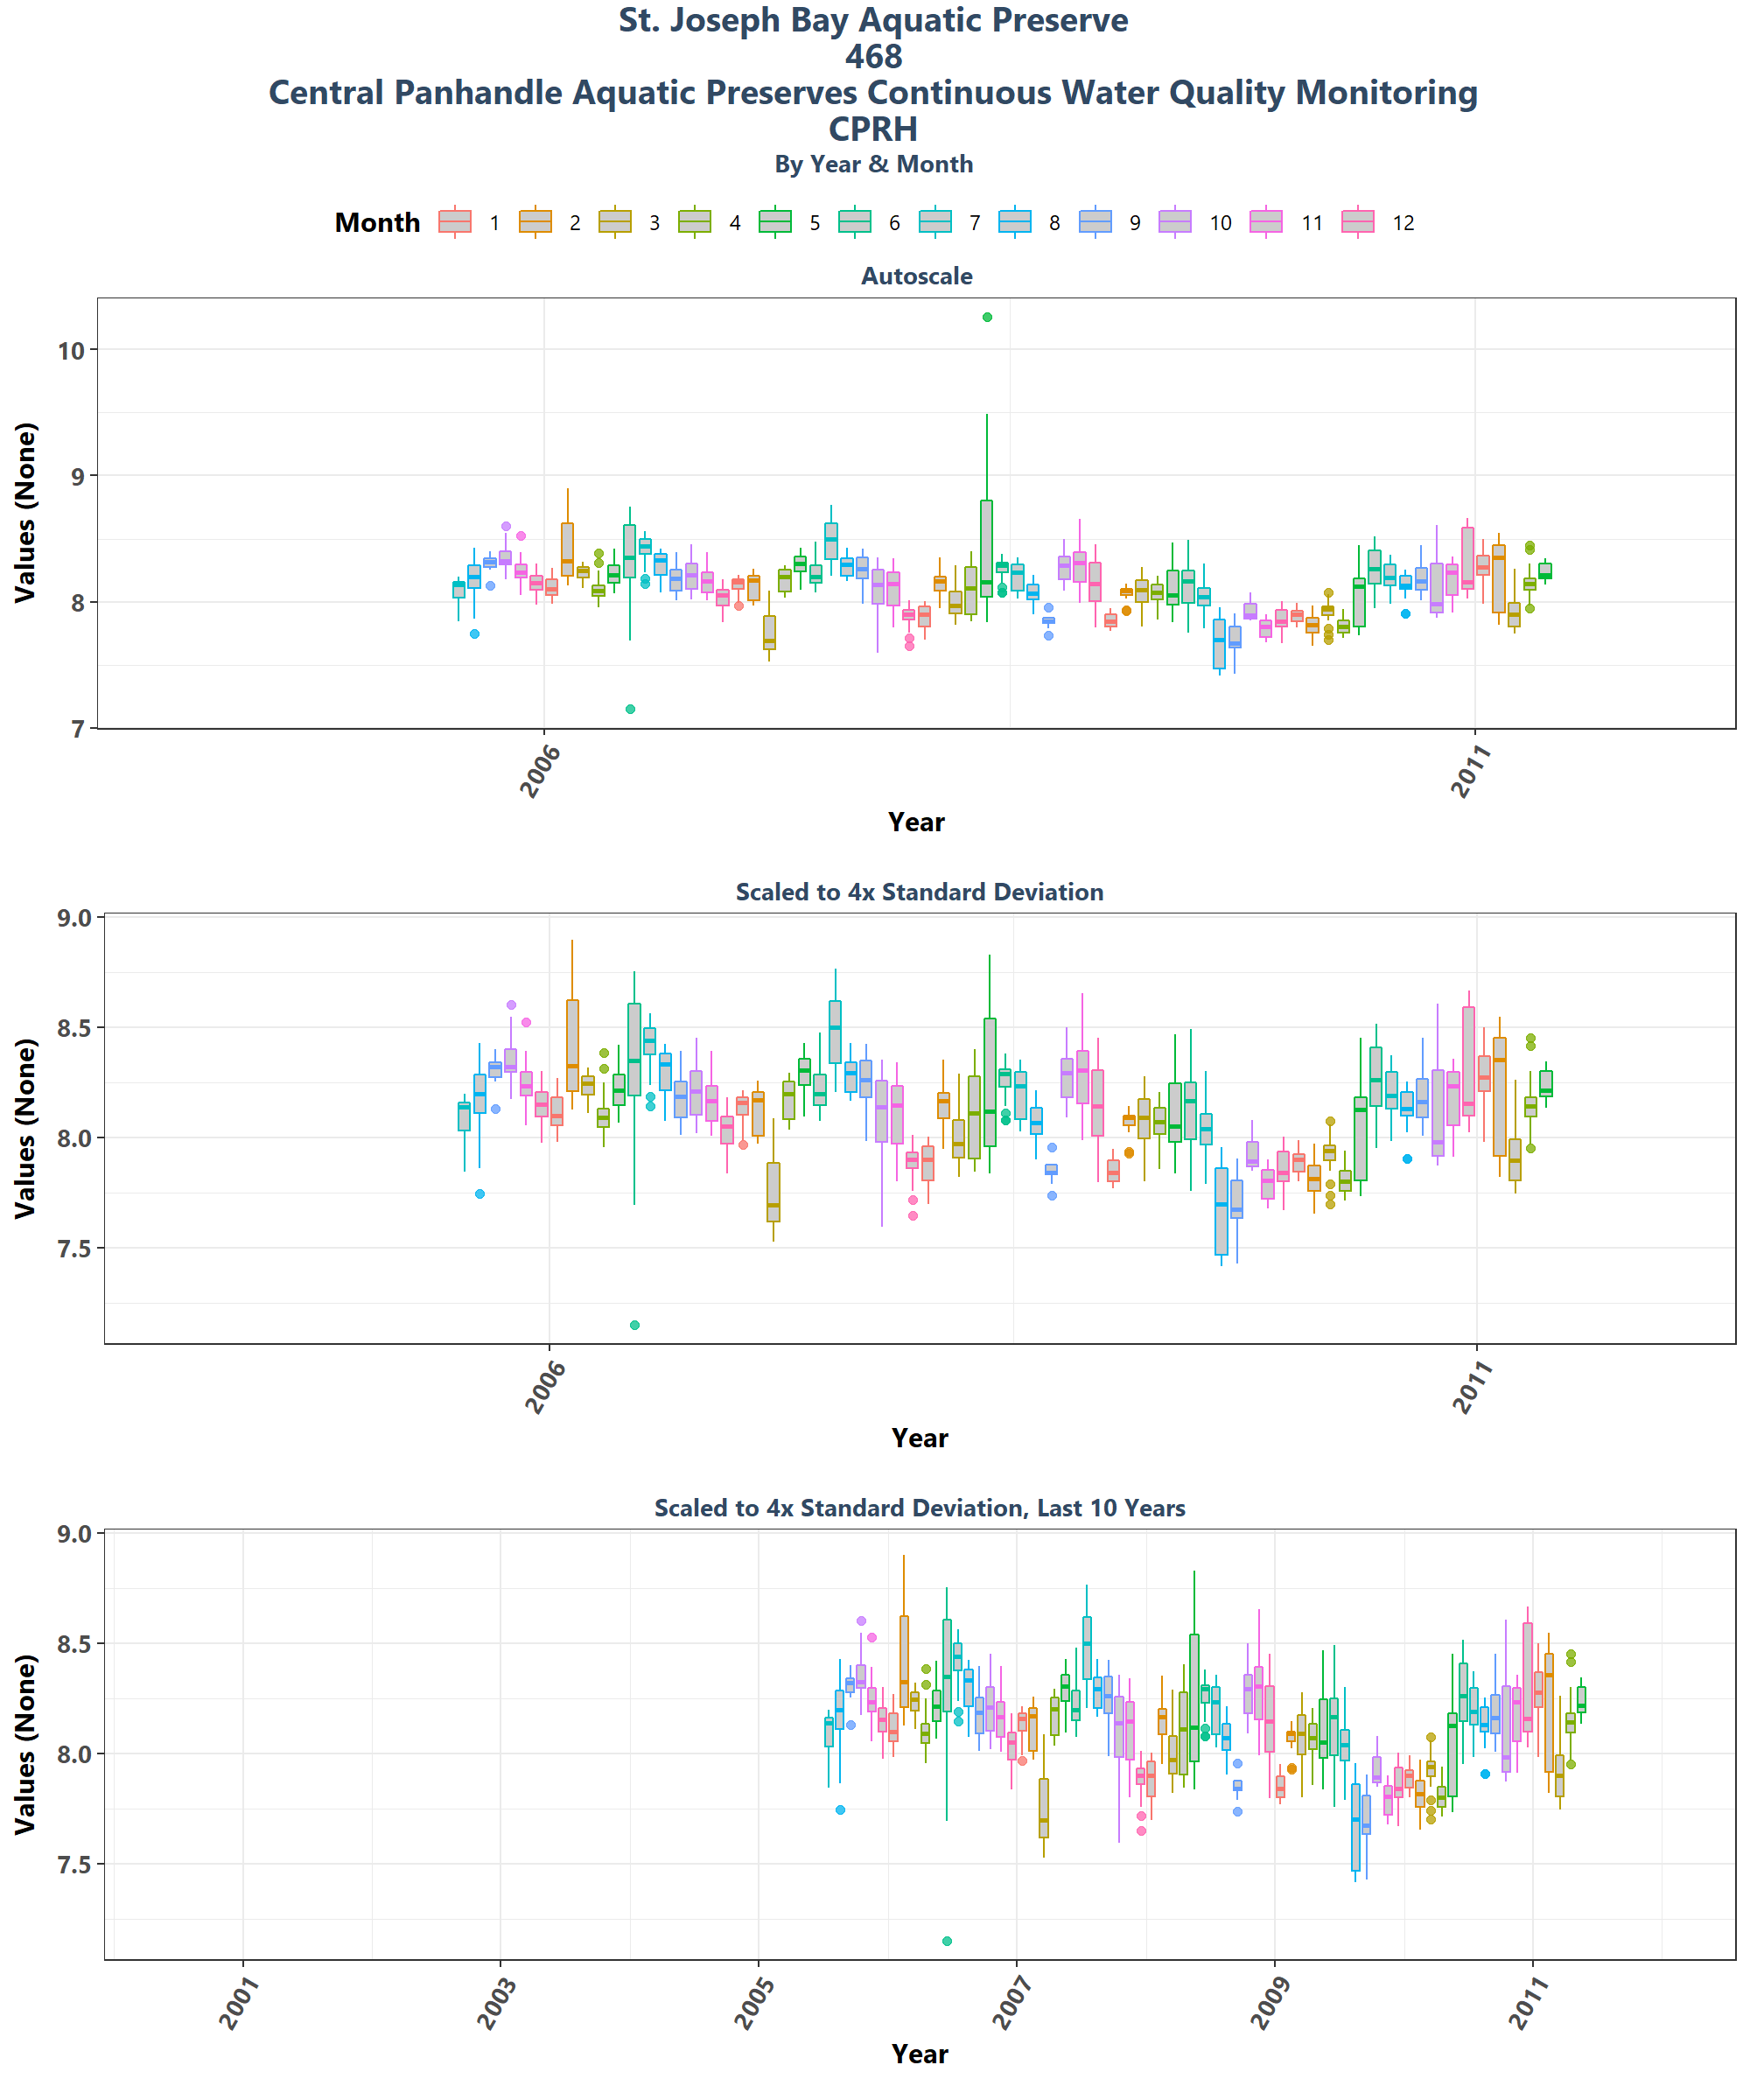 St. Joseph Bay Aquatic Preserve
468
Central Panhandle Aquatic Preserves Continuous Water Quality Monitoring
CPRH
By Year & Month
Month 1 2 3 4 5 6 7 8 9 10 11 12
Autoscale
Values (None)
10
9
8
7
2006 2011
Year
Scaled to 4x Standard Deviation
Values (None)
9.0
8.5
8.0
7.5
2006 2011
Year
Scaled to 4x Standard Deviation, Last 10 Years
Values (None)
9.0
8.5
8.0
7.5
2001 2003 2005 2007 2009 2011
Year